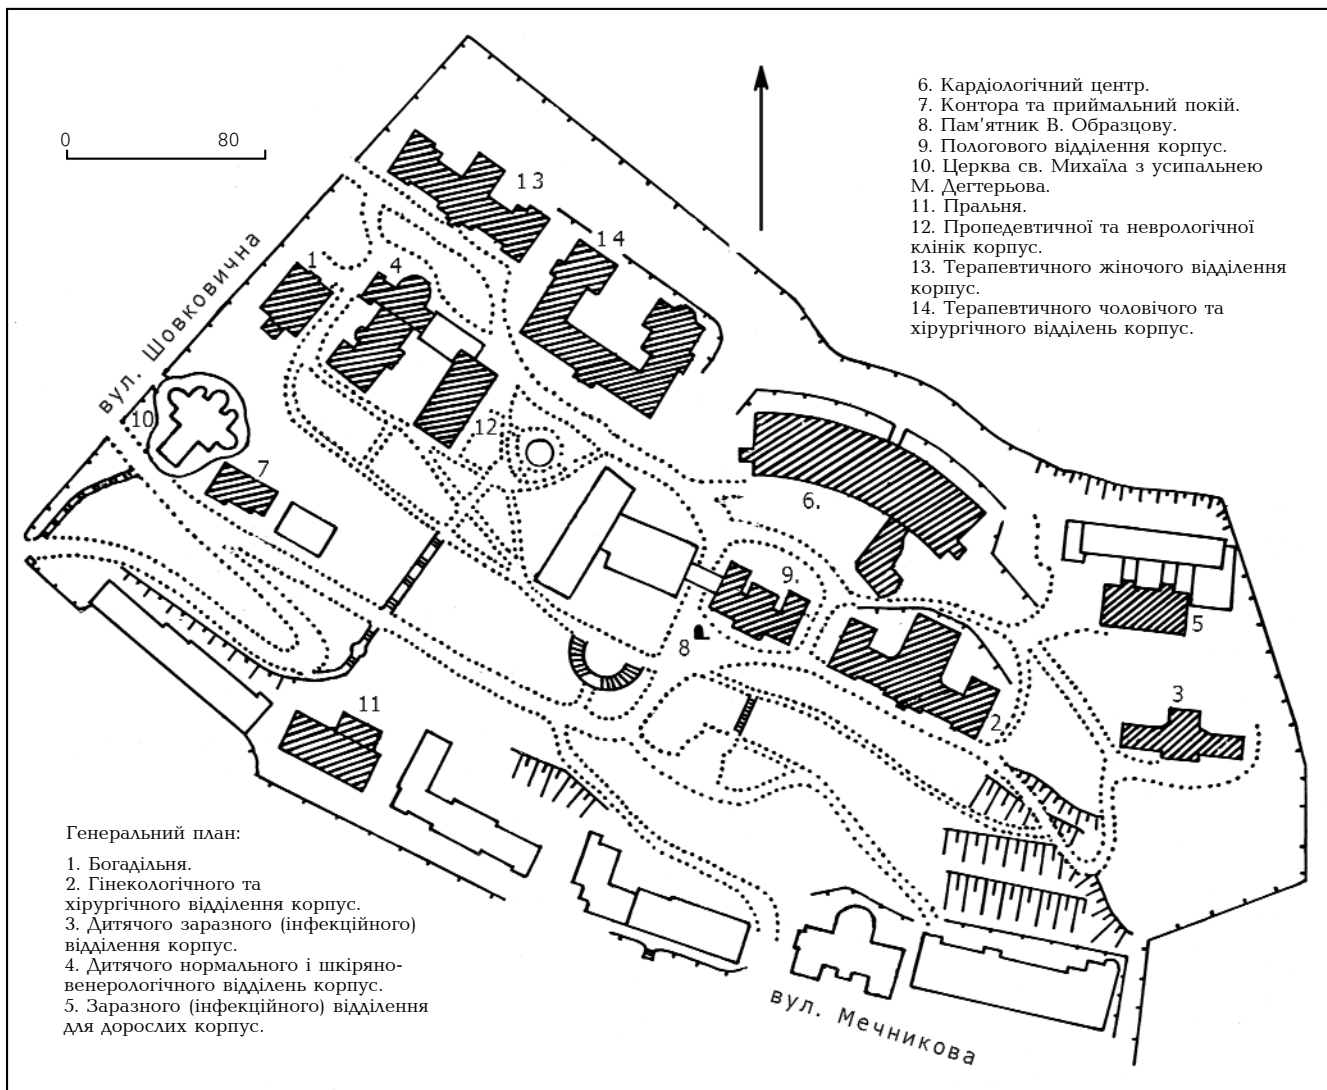 0 80
6. Кардіологічний центр.
7. Контора та приймальний покій.
8. Пам'ятник В. Образцову.
9. Пологового відділення корпус.
10. Церква св. Михаїла з усипальнею
М. Дегтерьова.
11. Пральня.
12. Пропедевтичної та неврологічної
клінік корпус.
13. Терапевтичного жіночого відділення
корпус.
14. Терапевтичного чоловічого та
хірургічного відділень корпус.
13
14
1
4
вул. Шовковична
10
12
7
6.
9.
5
8
3
2
11
Генеральний план:
1. Богадільня.
2. Гінекологічного та
хірургічного відділення корпус.
3. Дитячого заразного (інфекційного)
відділення корпус.
4. Дитячого нормального і шкіряно-
венерологічного відділень корпус.
5. Заразного (інфекційного) відділення
для дорослих корпус.
вул. Мечникова